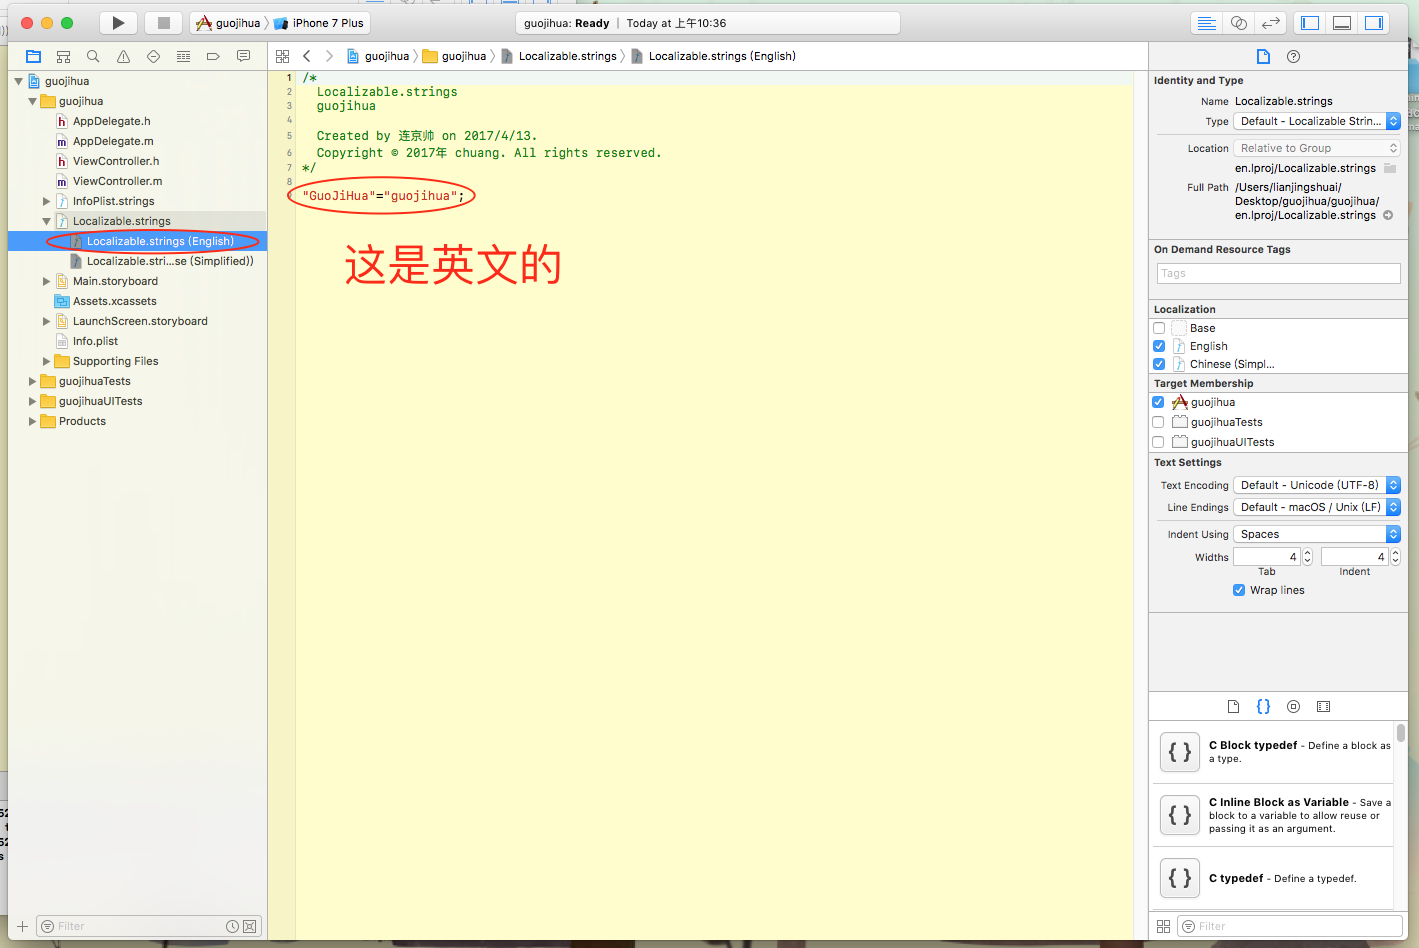 guojihua
iPhone 7 Plus
guojihua: Ready | Today at 上午10:36
guojihua
guojihua
Localizable.strings
Localizable.strings (English)
guojihua
guojihua
AppDelegate.h
AppDelegate.m
ViewController.h
ViewController.m
InfoPlist.strings
Localizable.strings
Localizable.strings (English)
Localizable.stri...se (Simplified))
Main.storyboard
Assets.xcassets
LaunchScreen.storyboard
Info.plist
Supporting Files
guojihuaTests
guojihuaUITests
Products
Filter
1 /*
2 Localizable.strings
3 guojihua
4
5 Created by 连京帅 on 2017/4/13.
6 Copyright © 2017年 chuang. All rights reserved.
7 */
8
"GuoJiHua"="guojihua";
这是英文的
Identity and Type
Name Localizable.strings
Type Default - Localizable Strin...
Location Relative to Group
en.lproj/Localizable.strings
Full Path /Users/lianjingshuai/
Desktop/guojihua/guojihua/
en.lproj/Localizable.strings
On Demand Resource Tags
Tags
Localization
Base
English
Chinese (Simpl...
Target Membership
guojihua
guojihuaTests
guojihuaUITests
Text Settings
Text Encoding Default - Unicode (UTF-8)
Line Endings Default - macOS / Unix (LF)
Indent Using Spaces
Widths 4 4
Tab Indent
Wrap lines
{ } C Block typedef - Define a block as
a type.
{ } C Inline Block as Variable - Save a
block to a variable to allow reuse or
passing it as an argument.
{ } C typedef - Define a typedef.
Filter